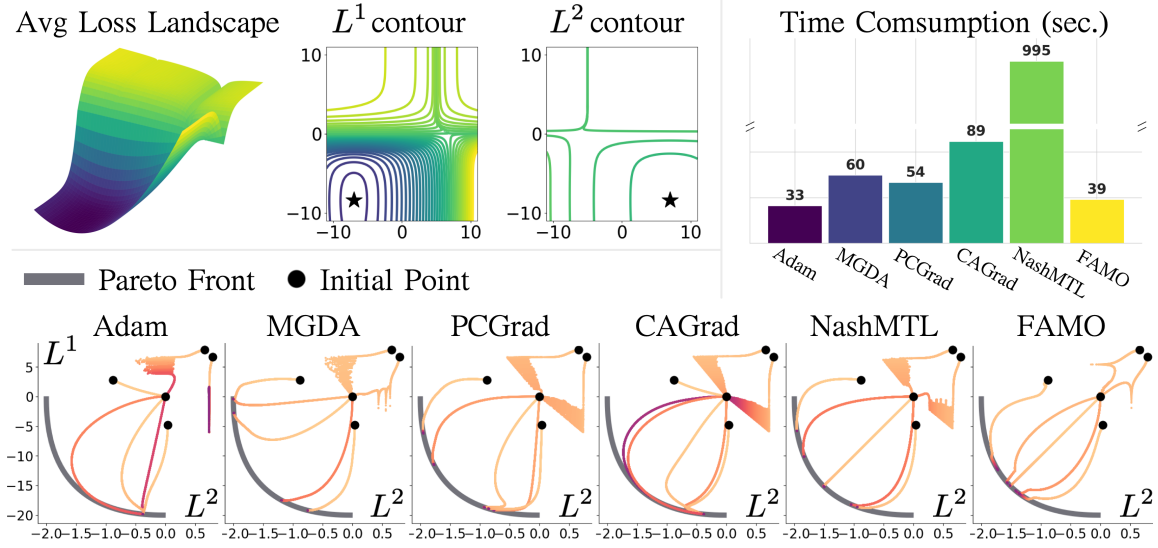 Avg Loss Landscape
L¹ contour
L² contour
Time Comsumption (sec.)
10
0
−10
−10 0 10
10
0
−10
−10 0 10
33
60
54
89
995
39
Adam
MGDA
PCGrad
CAGrad
NashMTL
FAMO
Pareto Front
Initial Point
Adam
MGDA
PCGrad
CAGrad
NashMTL
FAMO
L¹
5
0
−5
−10
−15
−20
L²
L²
L²
L²
L²
L²
−2.0 −1.5 −1.0 −0.5 0.0 0.5
−2.0 −1.5 −1.0 −0.5 0.0 0.5
−2.0 −1.5 −1.0 −0.5 0.0 0.5
−2.0 −1.5 −1.0 −0.5 0.0 0.5
−2.0 −1.5 −1.0 −0.5 0.0 0.5
−2.0 −1.5 −1.0 −0.5 0.0 0.5